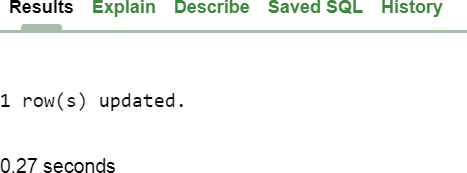 Results Explain Describe Saved SQL History
1 row(s) updated.
0.27 seconds